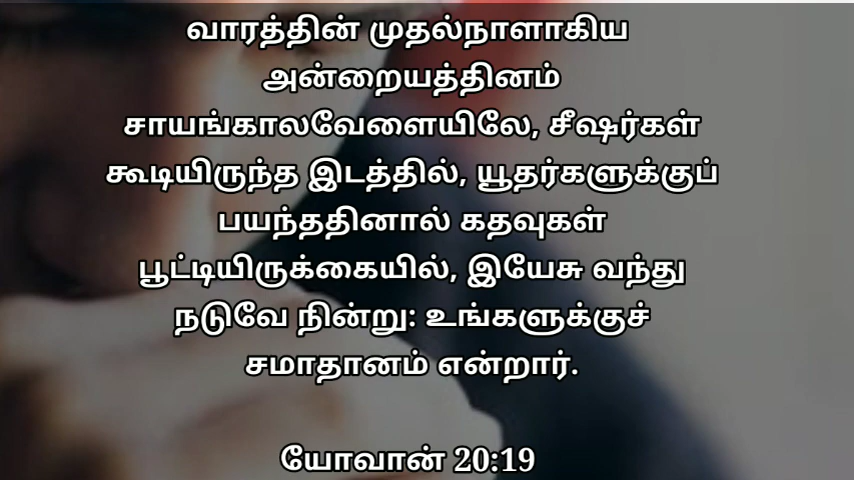 வாரத்தின் முதல்நாளாகிய
அன்றையத்தினம்
சாயங்காலவேளையிலே, சீஷர்கள்
கூடியிருந்த இடத்தில், யூதர்களுக்குப்
பயந்ததினால் கதவுகள்
பூட்டியிருக்கையில், இயேசு வந்து
நடுவே நின்று: உங்களுக்குச்
சமாதானம் என்றார்.
யோவான் 20:19